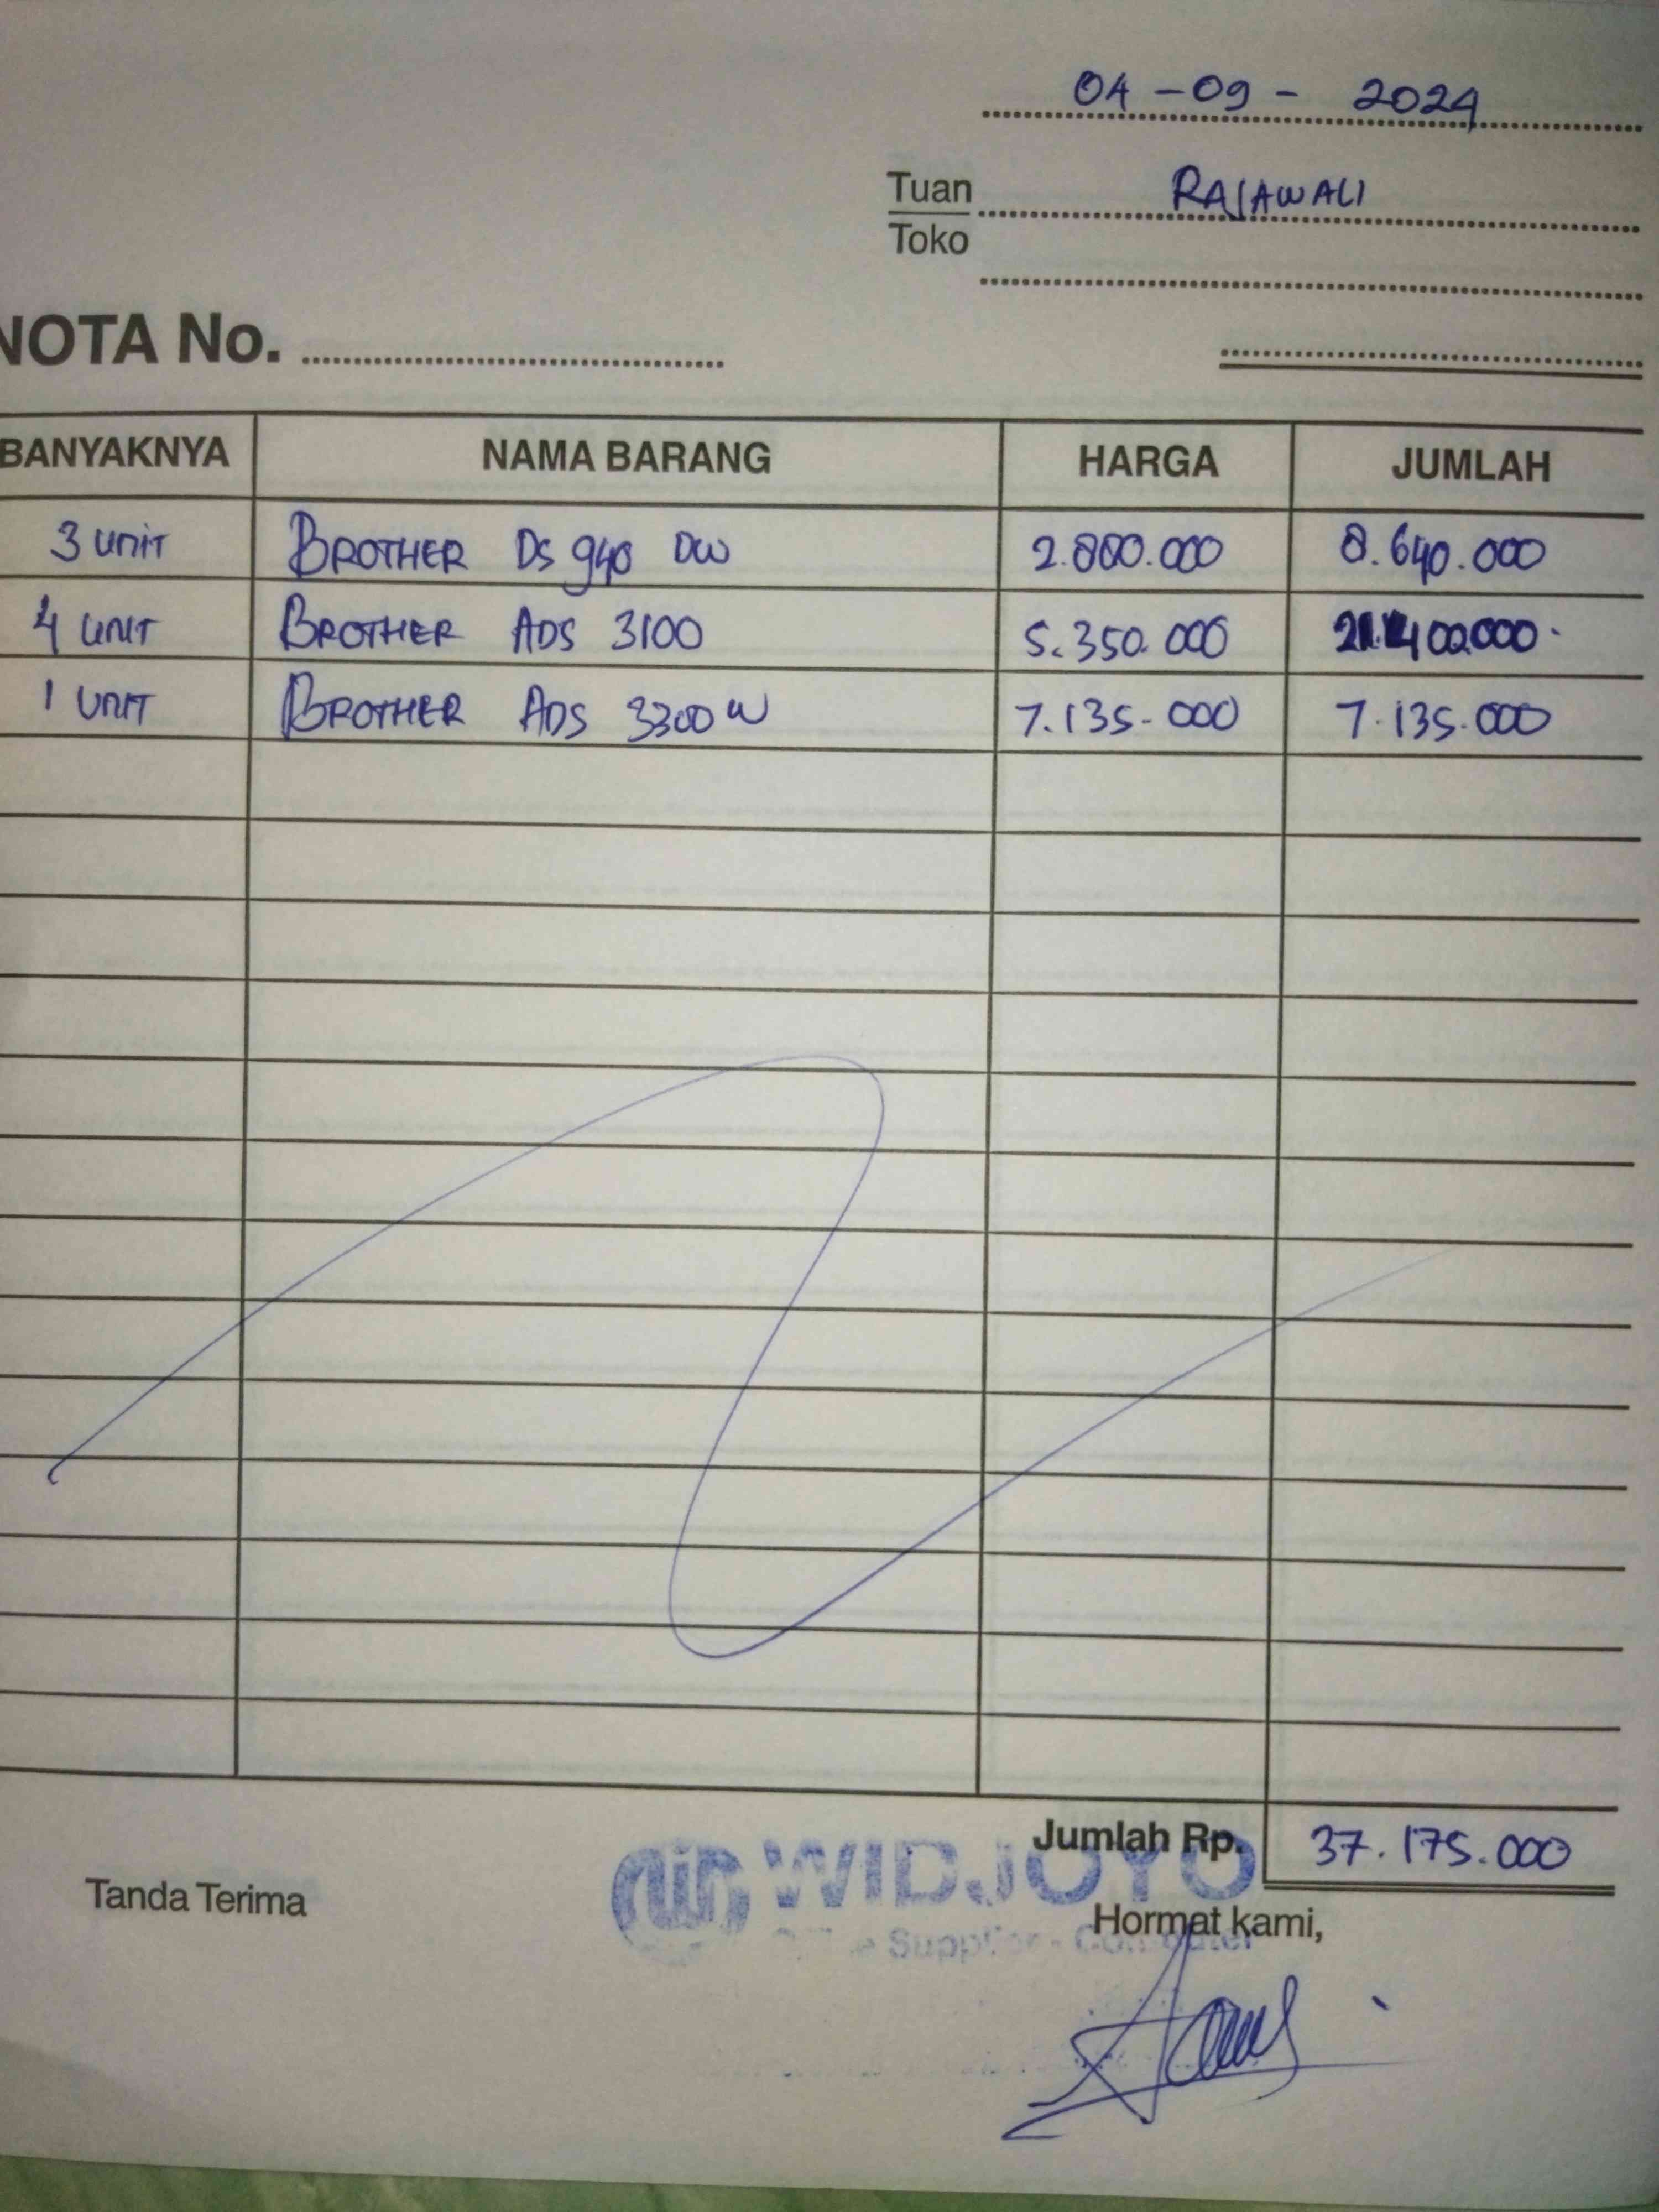 04 - 09 - 2024
Tuan RAJAWALI
Toko
NOTA No.
BANYAKNYA NAMA BARANG HARGA JUMLAH
3 UNIT BROTHER DS 940 DW 2.880.000 8.640.000
4 UNIT BROTHER ADS 3100 5.350.000 21.400.000
1 UNIT BROTHER ADS 3300 W 7.135.000 7.135.000
Jumlah Rp. 37.175.000
WIDJOYO
Tanda Terima Hormat kami,